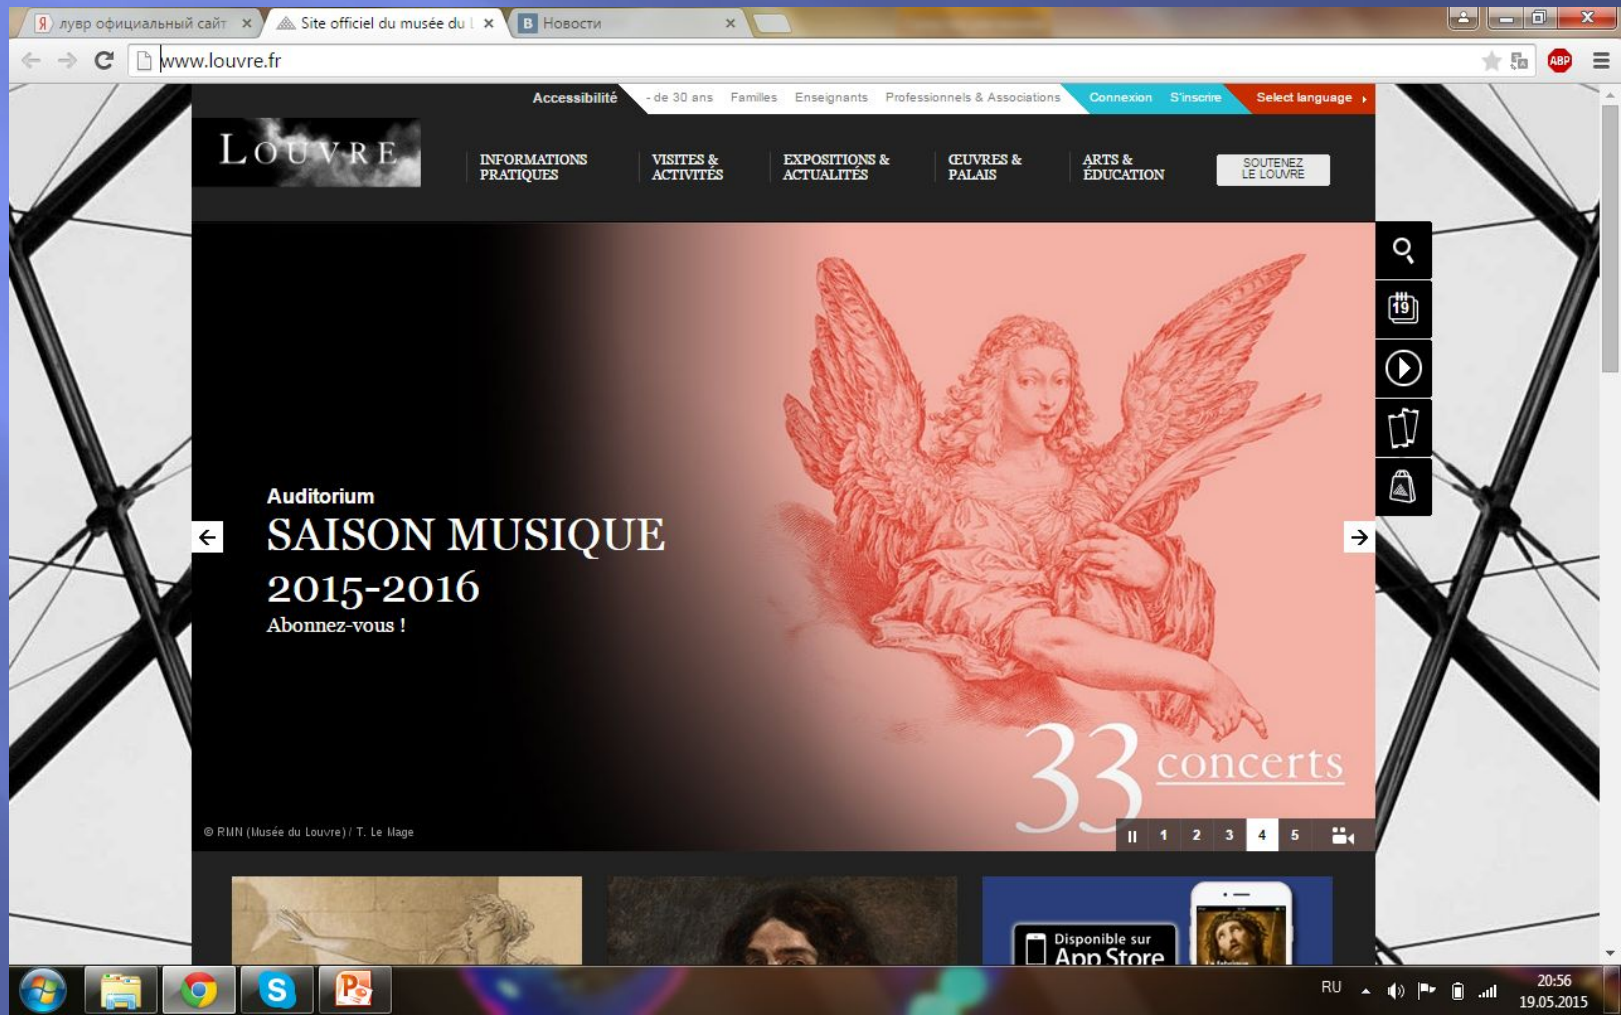 лувр официальный сайт
Site officiel du musée du L
Новости
www.louvre.fr
ABP
Accessibilité
- de 30 ans
Familles
Enseignants
Professionnels & Associations
Connexion
S'inscrire
Select language
LOUVRE
INFORMATIONS
PRATIQUES
VISITES &
ACTIVITÉS
EXPOSITIONS &
ACTUALITÉS
ŒUVRES &
PALAIS
ARTS &
ÉDUCATION
SOUTENEZ
LE LOUVRE
19
Auditorium
SAISON MUSIQUE
2015-2016
Abonnez-vous !
33 concerts
© RMN (Musée du Louvre) / T. Le Mage
1 2 3 4 5
Disponible sur
App Store
La fabrique
RU
20:56
19.05.2015